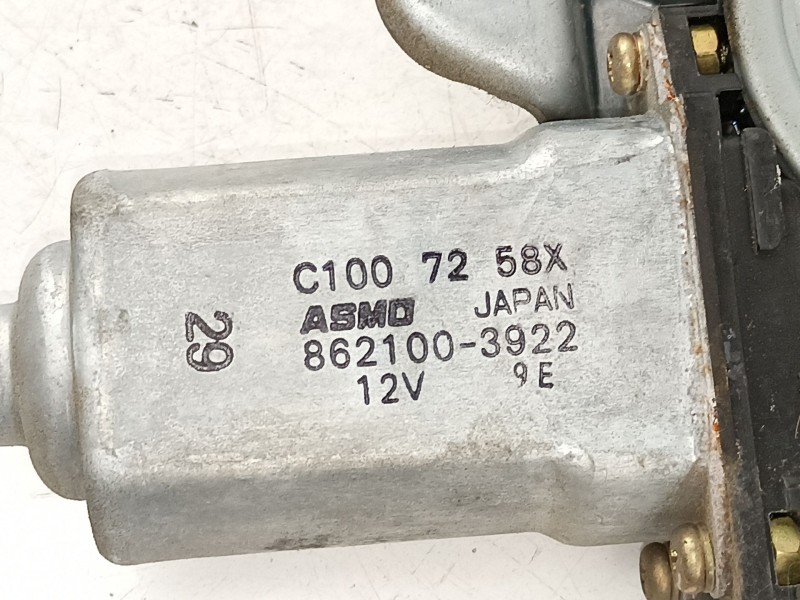 C100 72 58X
ASMO JAPAN
862100-3922
12V 9E
29